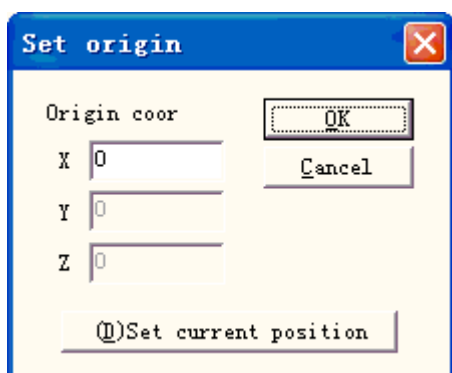 Set origin
Origin coor
OK
X 0
Cancel
Y 0
Z 0
(D)Set current position